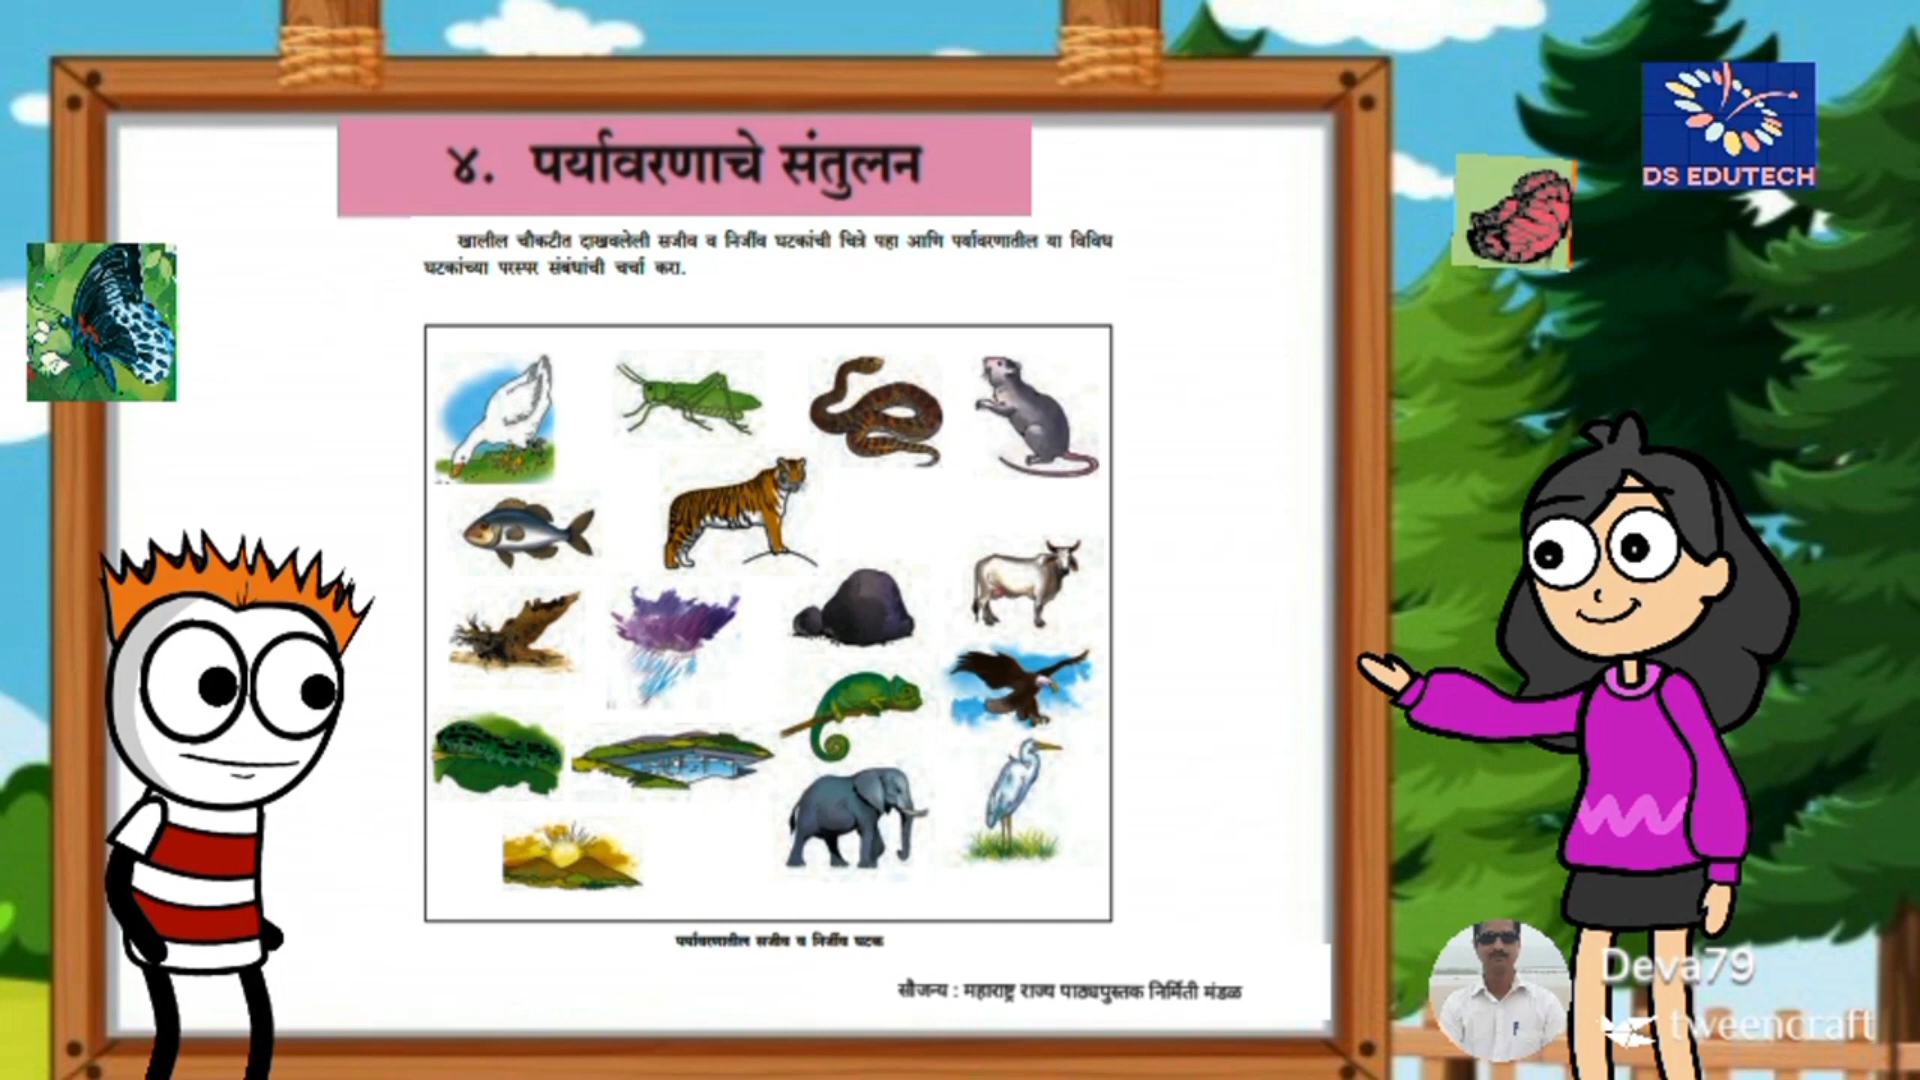 ४. पर्यावरणाचे संतुलन
खालील चौकटीत दाखवलेली सजीव व निर्जीव घटकांची चित्रे पहा आणि पर्यावरणातील या विविध
घटकांच्या परस्पर संबंधांची चर्चा करा.
पर्यावरणातील सजीव व निर्जीव घटक
सौजन्य : महाराष्ट्र राज्य पाठ्यपुस्तक निर्मिती मंडळ
DS EDUTECH
Deva79
tweencraft